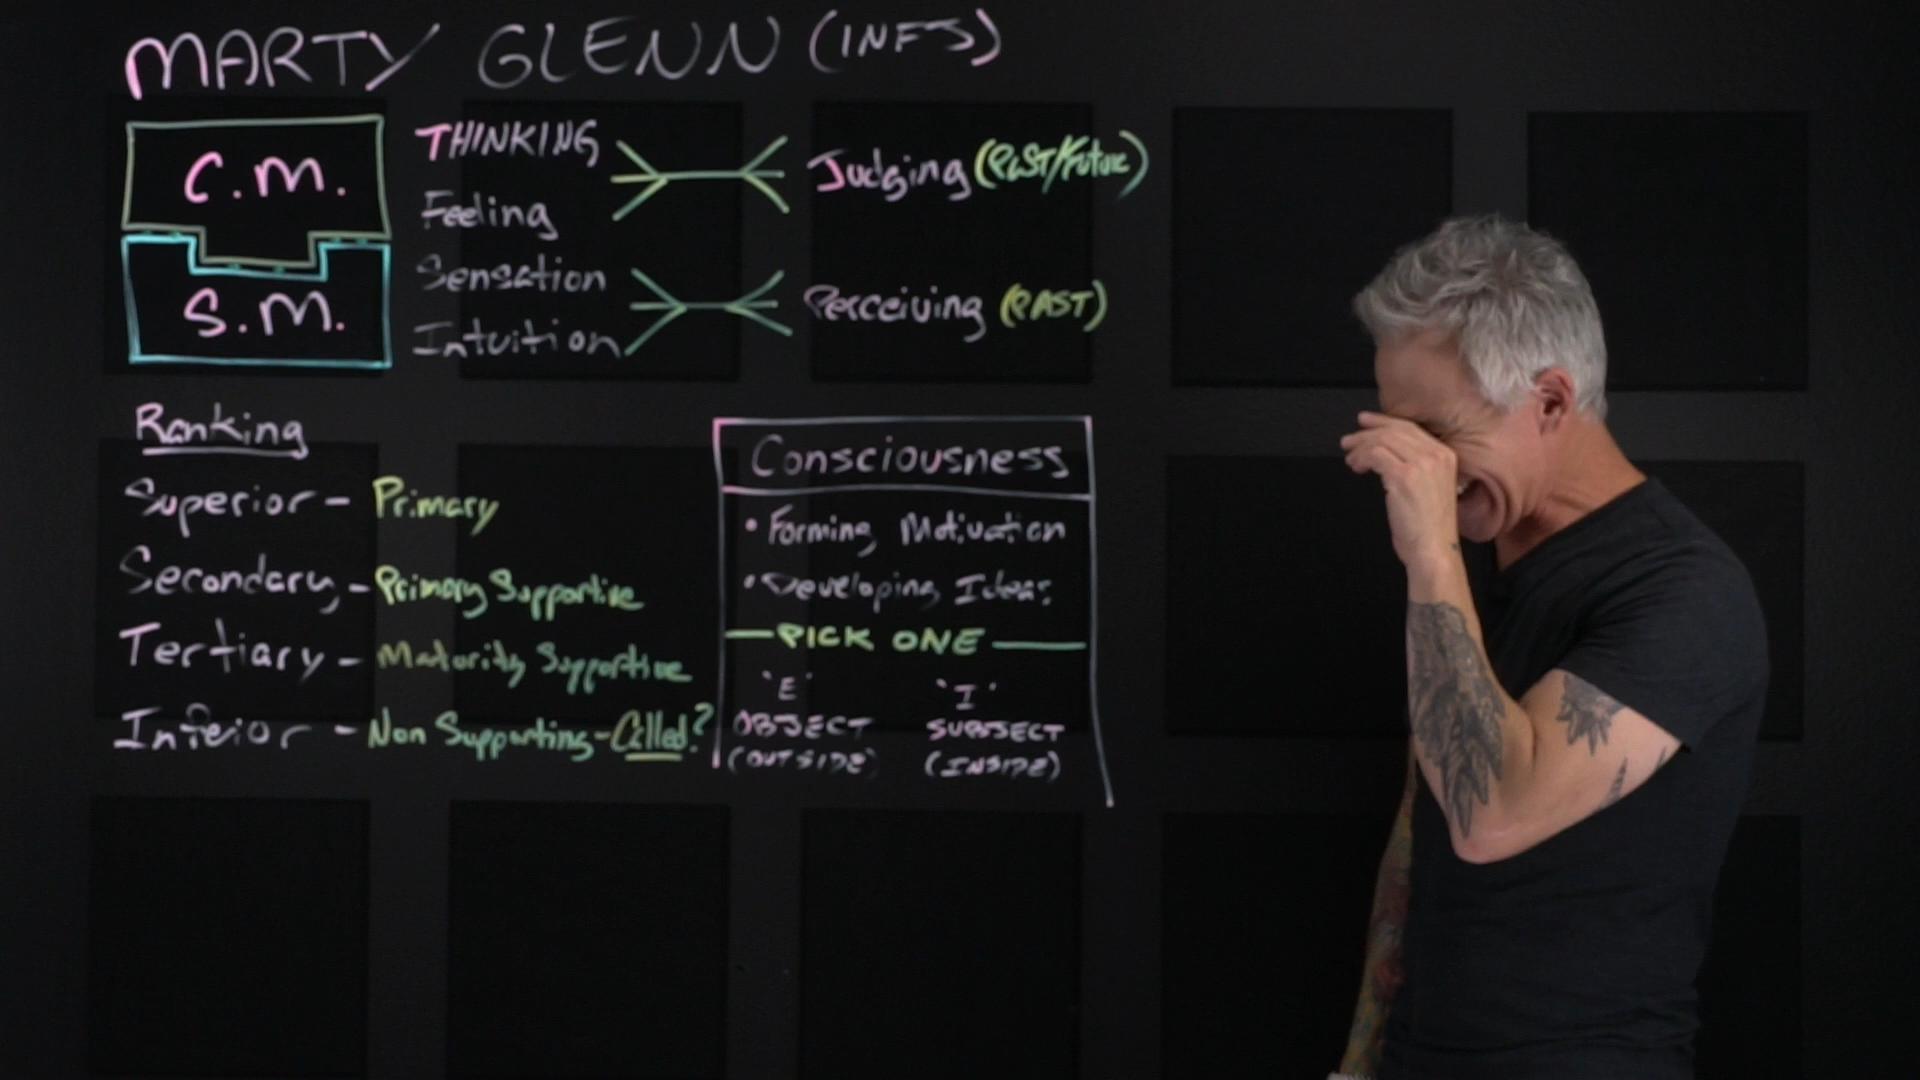 MARTY GLENN (INFJ)
C.M.
S.M.
THINKING
Feeling
Sensation
Intuition
Judging (PAST/Future)
Perceiving (PAST)
Ranking
Superior - Primary
Secondary - Primary Supportive
Tertiary - Maturity Supportive
Inferior - Non Supporting - Called?
Consciousness
• Forming Motivation
• Developing Ideas
— PICK ONE —
'E' 'I'
OBJECT SUBJECT
(OUTSIDE) (INSIDE)